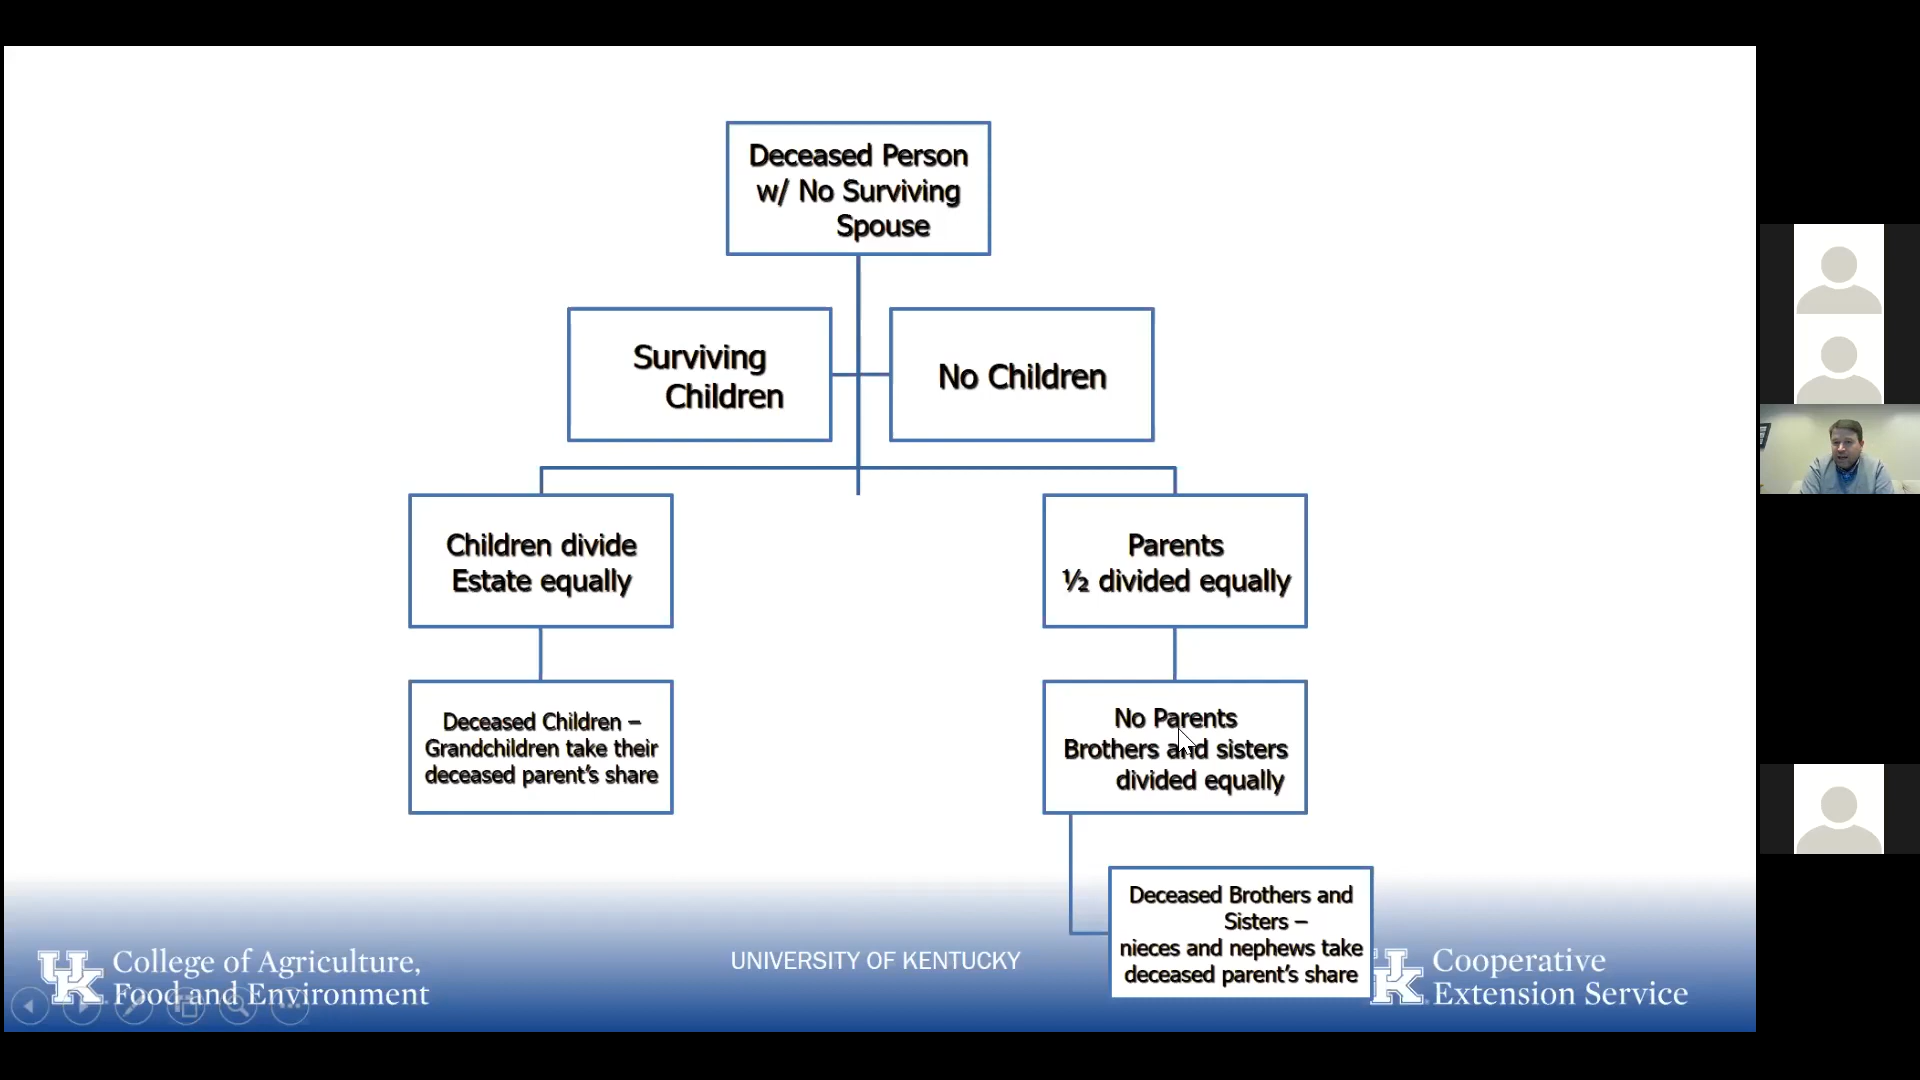 Deceased Person
w/ No Surviving
Spouse
Surviving
Children
No Children
Children divide
Estate equally
Parents
½ divided equally
Deceased Children –
Grandchildren take their
deceased parent's share
No Parents
Brothers and sisters
divided equally
Deceased Brothers and
Sisters –
nieces and nephews take
deceased parent's share
UK College of Agriculture,
Food and Environment
UNIVERSITY OF KENTUCKY
UK Cooperative
Extension Service